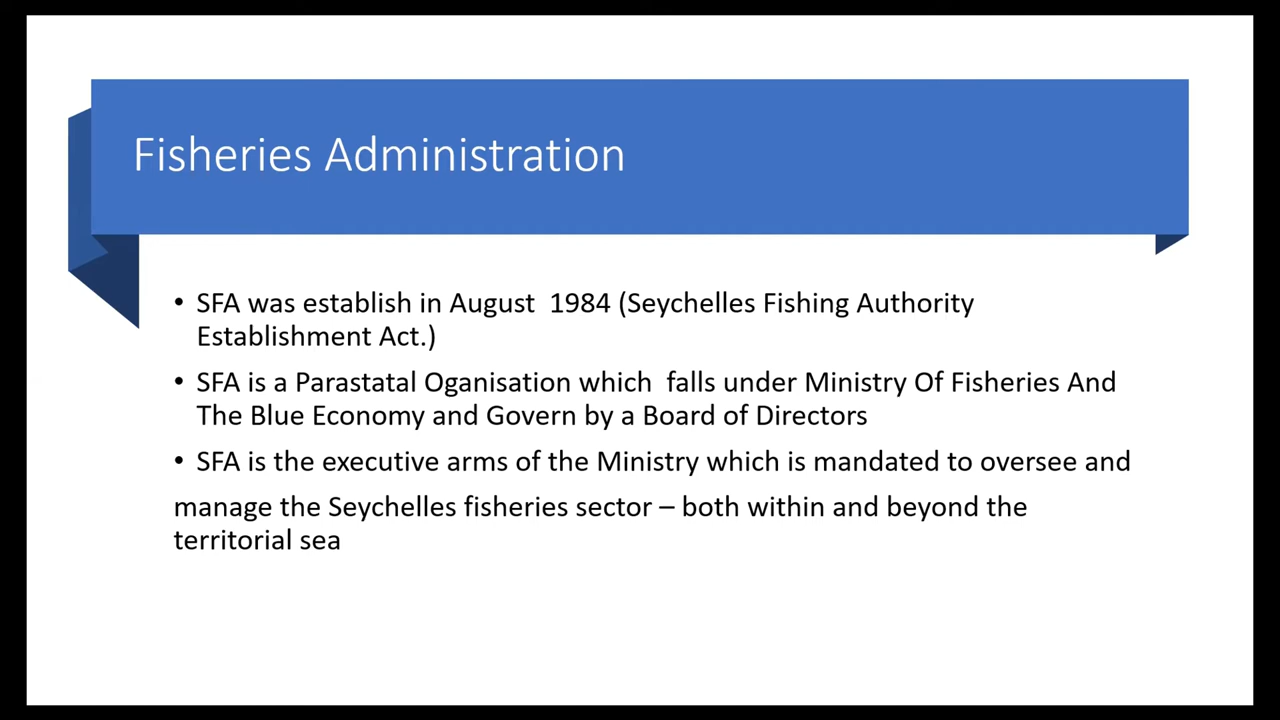 Fisheries Administration
• SFA was establish in August  1984 (Seychelles Fishing Authority
Establishment Act.)
• SFA is a Parastatal Oganisation which  falls under Ministry Of Fisheries And
The Blue Economy and Govern by a Board of Directors
• SFA is the executive arms of the Ministry which is mandated to oversee and
manage the Seychelles fisheries sector – both within and beyond the
territorial sea